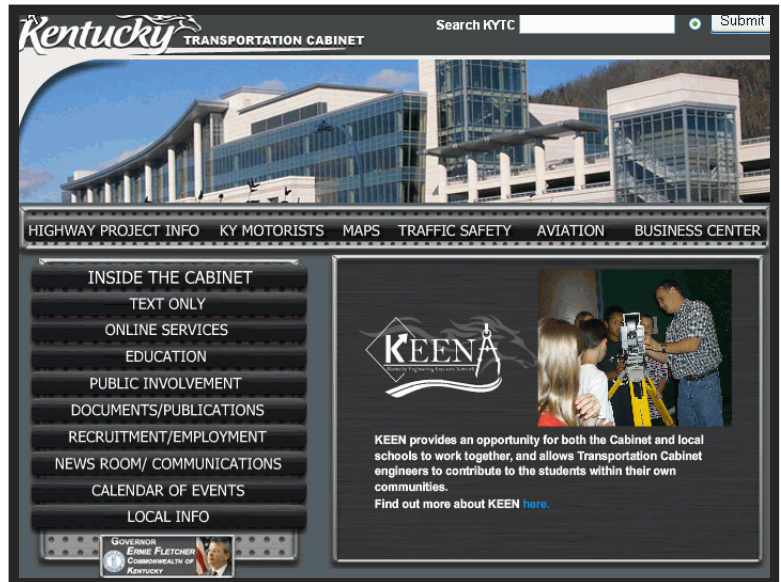 Kentucky TRANSPORTATION CABINET
Search KYTC
Submit
HIGHWAY PROJECT INFO KY MOTORISTS MAPS TRAFFIC SAFETY AVIATION BUSINESS CENTER
INSIDE THE CABINET
TEXT ONLY
ONLINE SERVICES
EDUCATION
PUBLIC INVOLVEMENT
DOCUMENTS/PUBLICATIONS
RECRUITMENT/EMPLOYMENT
NEWS ROOM/ COMMUNICATIONS
CALENDAR OF EVENTS
LOCAL INFO
GOVERNOR
ERNIE FLETCHER
COMMONWEALTH OF
KENTUCKY
KEEN
Kentucky Engineering Exposure Network
KEEN provides an opportunity for both the Cabinet and local
schools to work together, and allows Transportation Cabinet
engineers to contribute to the students within their own
communities.
Find out more about KEEN here.